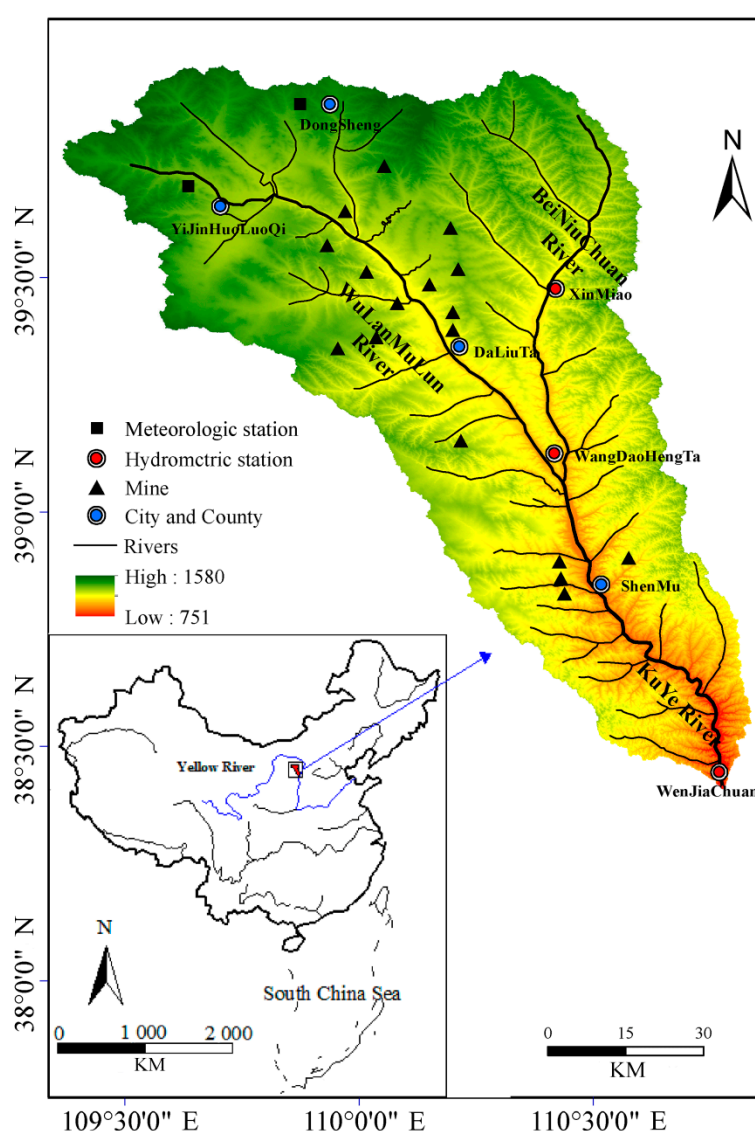 DongSheng
N
YiJinHuoLuoQi
BeiNiuChuan
River
XinMiao
WuLanMuLun
River
DaLiuTa
Meteorologic station
Hydromctric station
Mine
City and County
Rivers
High : 1580
Low : 751
WangDaoHengTa
ShenMu
KuYe River
WenJiaChuan
Yellow River
N
South China Sea
0 1 000 2 000
KM
0 15 30
KM
39°30'0" N
39°0'0" N
38°30'0" N
38°0'0" N
109°30'0" E 110°0'0" E 110°30'0" E